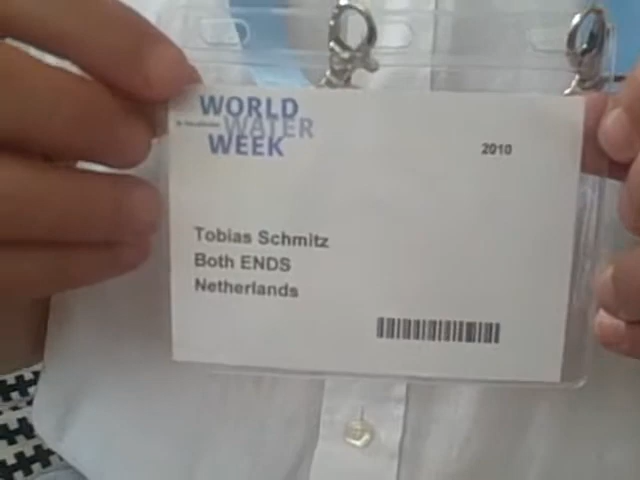 WORLD
WATER
WEEK
2010
Tobias Schmitz
Both ENDS
Netherlands